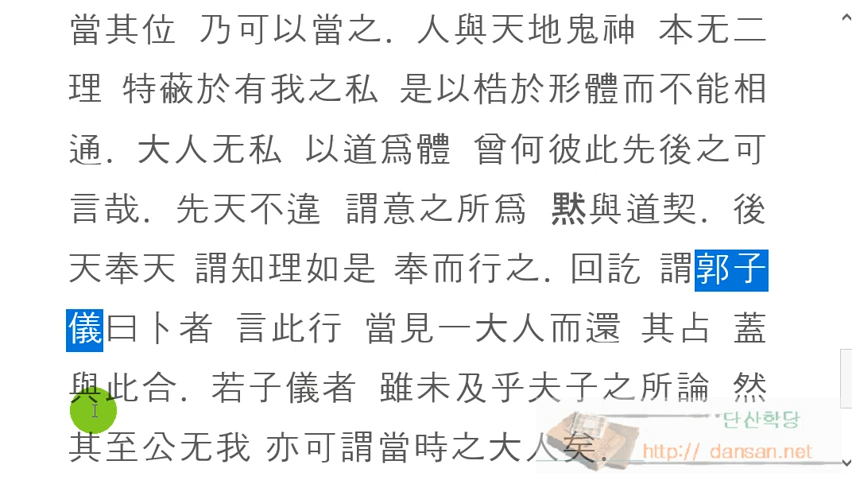 當其位 乃可以當之. 人與天地鬼神 本无二
理 特蔽於有我之私 是以梏於形體而不能相
通. 大人无私 以道爲體 曾何彼此先後之可
言哉. 先天不違 謂意之所爲 默與道契. 後
天奉天 謂知理如是 奉而行之. 回訖 謂郭子
儀曰卜者 言此行 當見一大人而還 其占 蓋
與此合. 若子儀者 雖未及乎夫子之所論 然
其至公无我 亦可謂當時之大人矣.
단산학당
http:// dansan.net